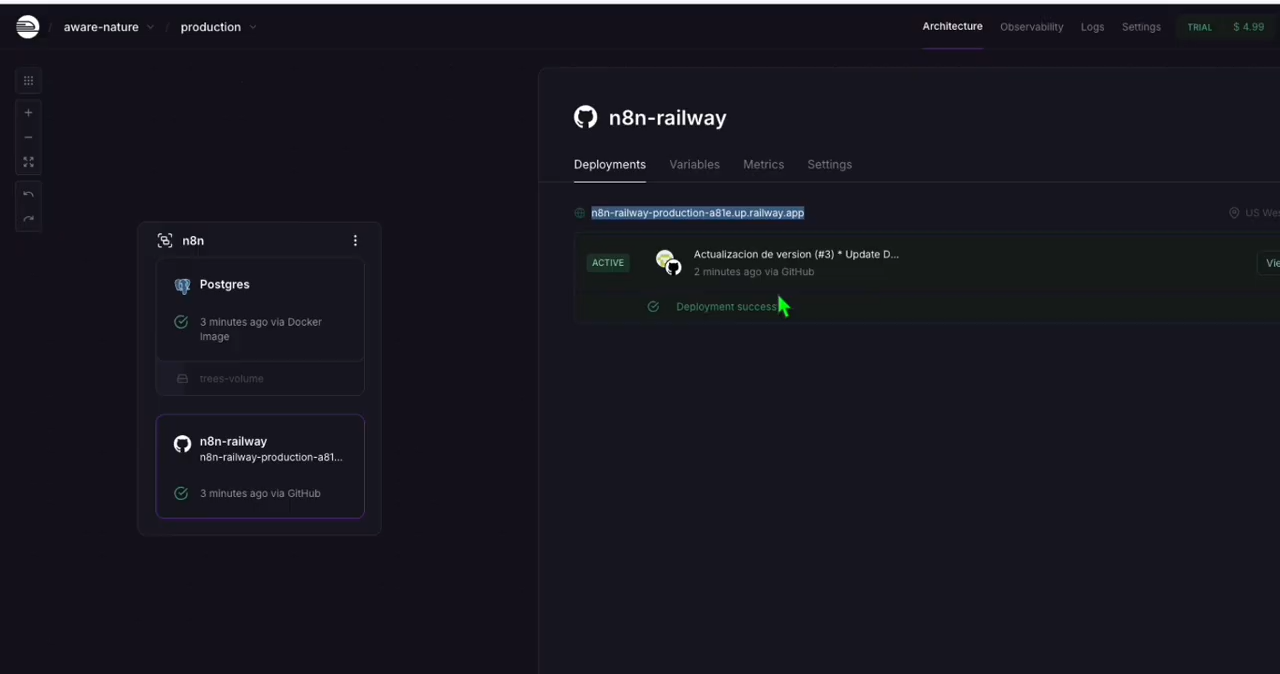 / aware-nature / production
Architecture Observability Logs Settings TRIAL $ 4.99
n8n-railway
Deployments Variables Metrics Settings
n8n-railway-production-a81e.up.railway.app US Wes
ACTIVE
Actualizacion de version (#3) * Update D...
2 minutes ago via GitHub
Vie
Deployment success
n8n
Postgres
3 minutes ago via Docker
Image
trees-volume
n8n-railway
n8n-railway-production-a81...
3 minutes ago via GitHub